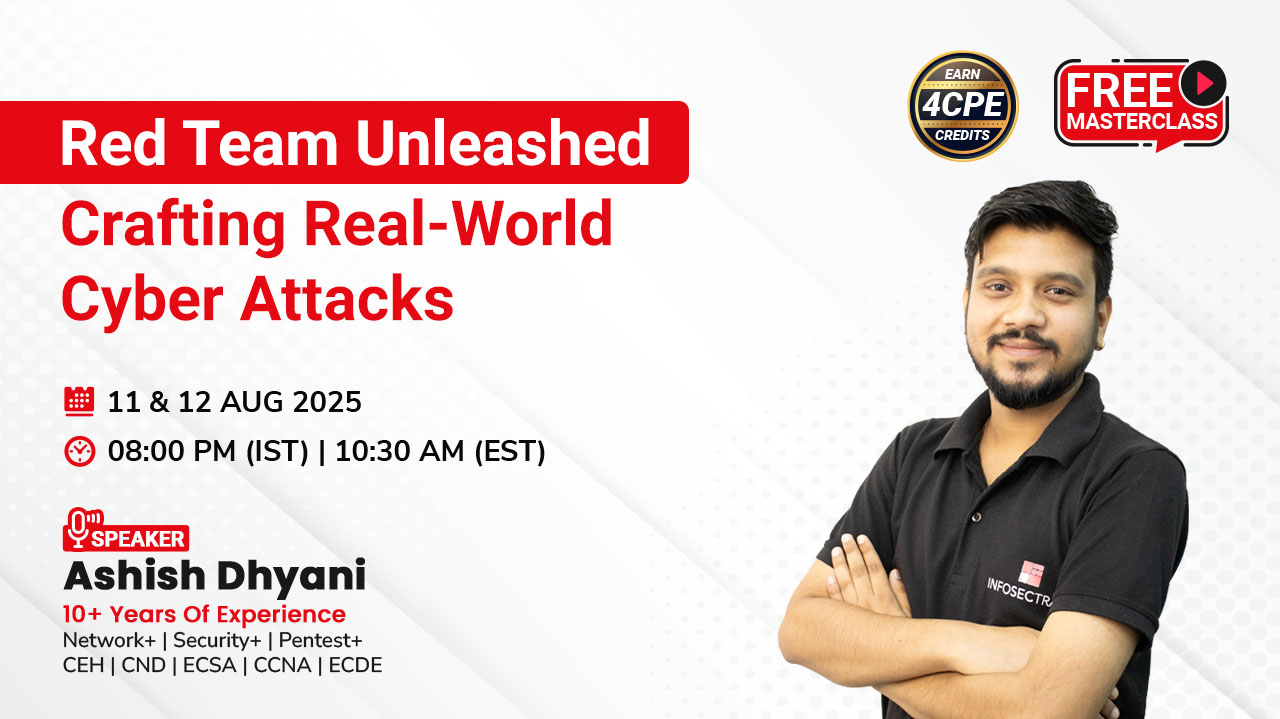 EARN
4CPE
CREDITS
FREE
MASTERCLASS
Red Team Unleashed
Crafting Real-World
Cyber Attacks
11 & 12 AUG 2025
08:00 PM (IST) | 10:30 AM (EST)
SPEAKER
Ashish Dhyani
10+ Years Of Experience
Network+ | Security+ | Pentest+
CEH | CND | ECSA | CCNA | ECDE
INFOSECTRA